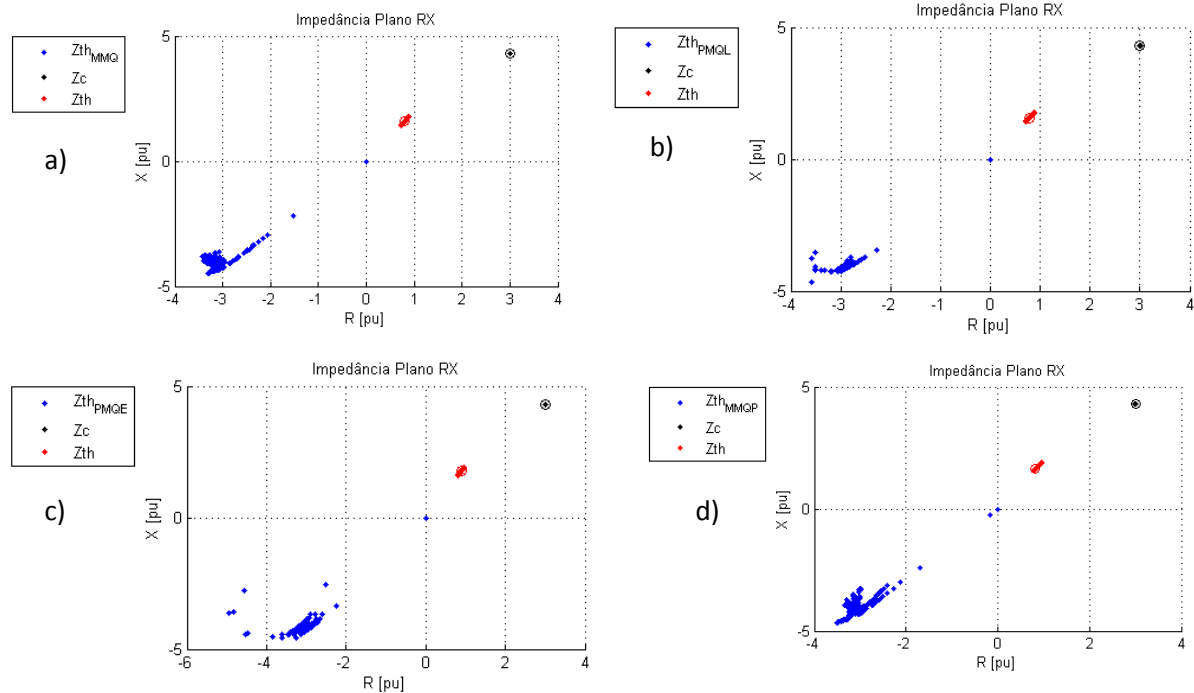 Impedância Plano RX
Zth_MMQ
Zc
Zth
a)
5
0
-5
X [pu]
-4 -3 -2 -1 0 1 2 3 4
R [pu]
Impedância Plano RX
Zth_PMQL
Zc
Zth
b)
5
0
-5
X [pu]
-4 -3 -2 -1 0 1 2 3 4
R [pu]
Impedância Plano RX
Zth_PMQE
Zc
Zth
c)
5
0
-5
X [pu]
-6 -4 -2 0 2 4 6
R [pu]
Impedância Plano RX
Zth_MMQP
Zc
Zth
d)
5
0
-5
X [pu]
-4 -2 0 2 4
R [pu]